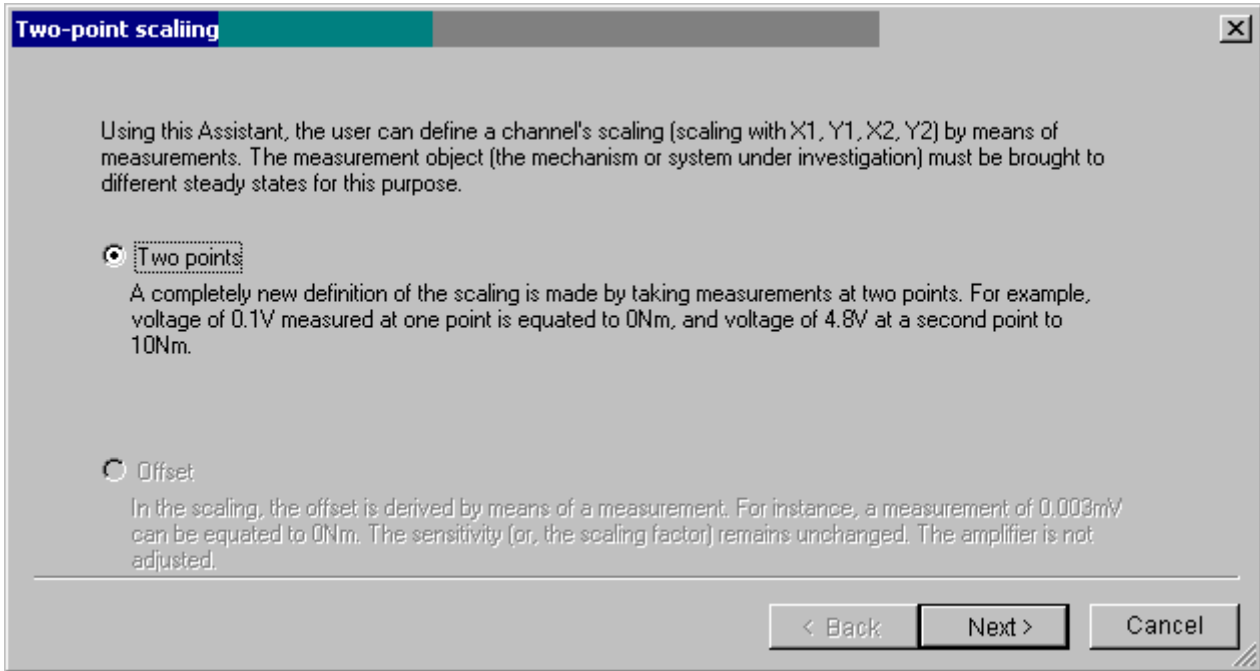 Two-point scaliing
Using this Assistant, the user can define a channel's scaling (scaling with X1, Y1, X2, Y2) by means of
measurements. The measurement object (the mechanism or system under investigation) must be brought to
different steady states for this purpose.
Two points
A completely new definition of the scaling is made by taking measurements at two points. For example,
voltage of 0.1V measured at one point is equated to 0Nm, and voltage of 4.8V at a second point to
10Nm.
Offset
In the scaling, the offset is derived by means of a measurement. For instance, a measurement of 0.003mV
can be equated to 0Nm. The sensitivity (or, the scaling factor) remains unchanged. The amplifier is not
adjusted.
< Back
Next >
Cancel